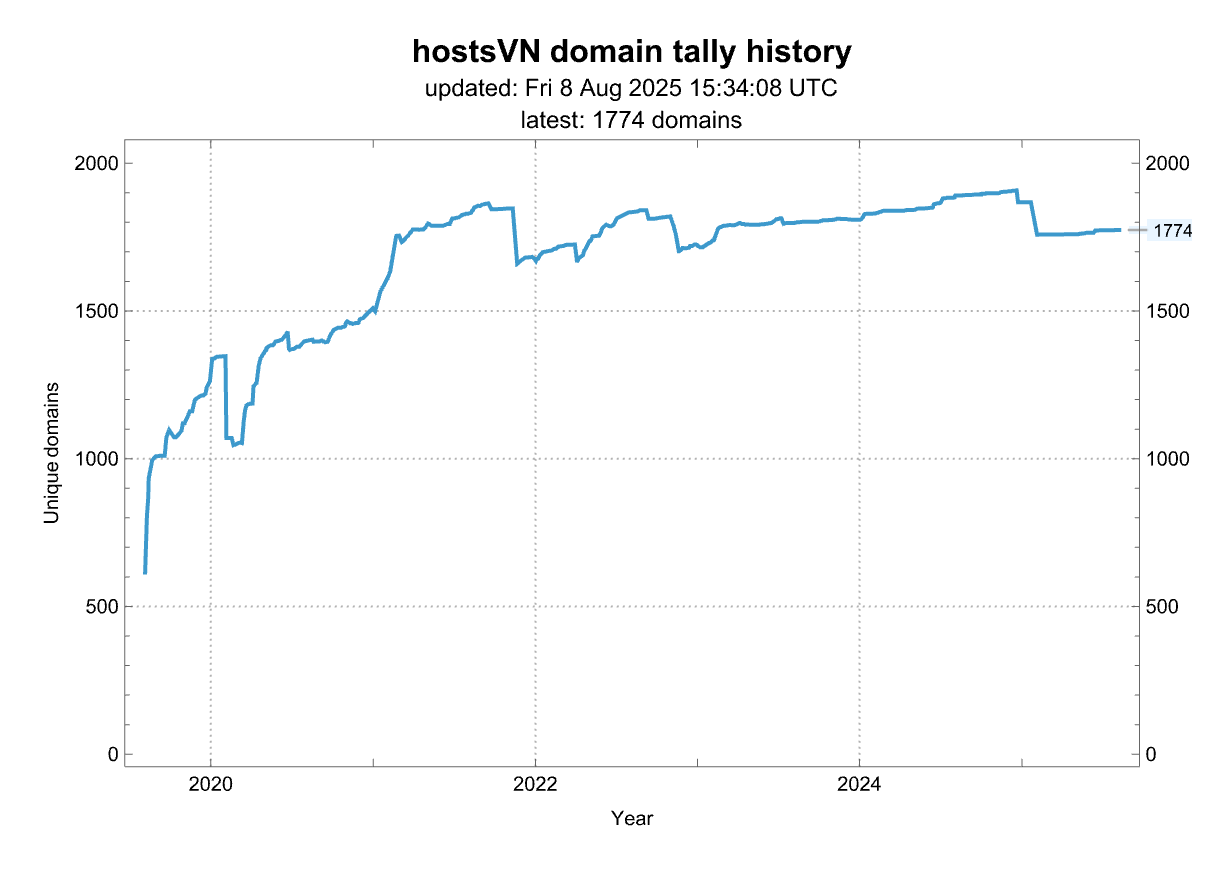 hostsVN domain tally history
updated: Fri 8 Aug 2025 15:34:08 UTC
latest: 1774 domains
2000
2000
1774
1500
1500
Unique domains
1000
1000
500
500
0
0
2020
2022
2024
Year